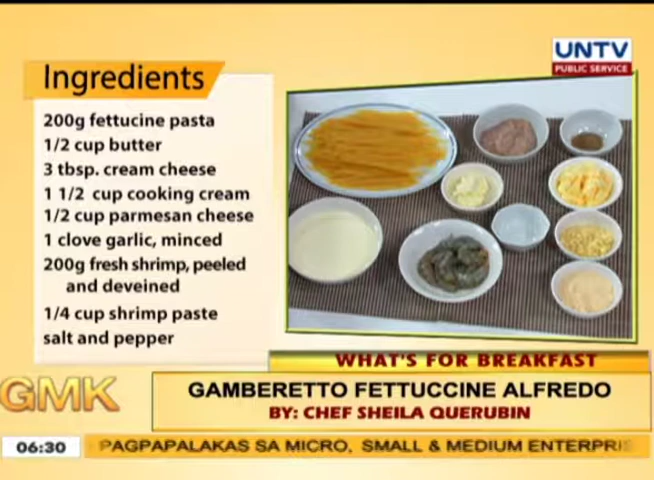 UNTV
PUBLIC SERVICE
Ingredients
200g fettucine pasta
1/2 cup butter
3 tbsp. cream cheese
1 1/2 cup cooking cream
1/2 cup parmesan cheese
1 clove garlic, minced
200g fresh shrimp, peeled
and deveined
1/4 cup shrimp paste
salt and pepper
WHAT'S FOR BREAKFAST
GMK
GAMBERETTO FETTUCCINE ALFREDO
BY: CHEF SHEILA QUERUBIN
06:30
PAGPAPALAKAS SA MICRO, SMALL & MEDIUM ENTERPRI